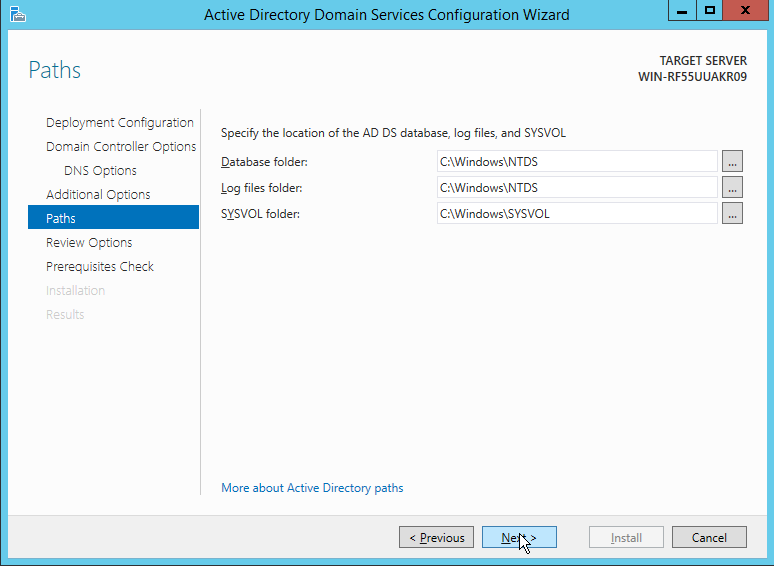 Active Directory Domain Services Configuration Wizard
Paths
TARGET SERVER
WIN-RF55UUAKR09
Deployment Configuration
Domain Controller Options
DNS Options
Additional Options
Paths
Review Options
Prerequisites Check
Installation
Results
Specify the location of the AD DS database, log files, and SYSVOL
Database folder: C:\Windows\NTDS ...
Log files folder: C:\Windows\NTDS ...
SYSVOL folder: C:\Windows\SYSVOL ...
More about Active Directory paths
< Previous Next > Install Cancel